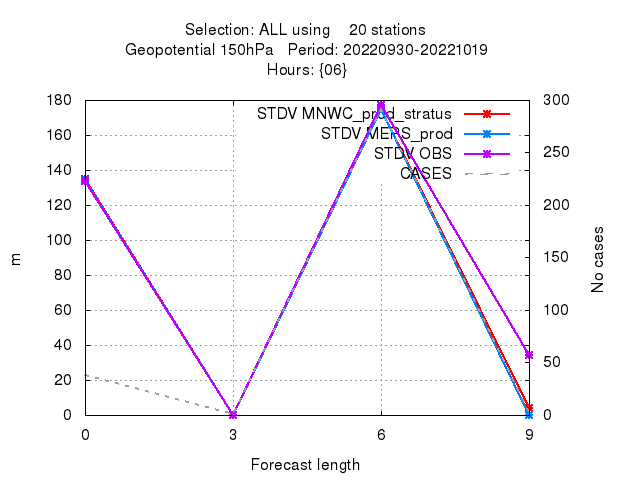 Selection: ALL using 20 stations
Geopotential 150hPa Period: 20220930-20221019
Hours: {06}
STDV MNWC_prod_stratus
STDV MEPS_prod
STDV OBS
CASES
180
160
140
120
100
80
60
40
20
0
m
300
250
200
150
100
50
0
No cases
0 3 6 9
Forecast length